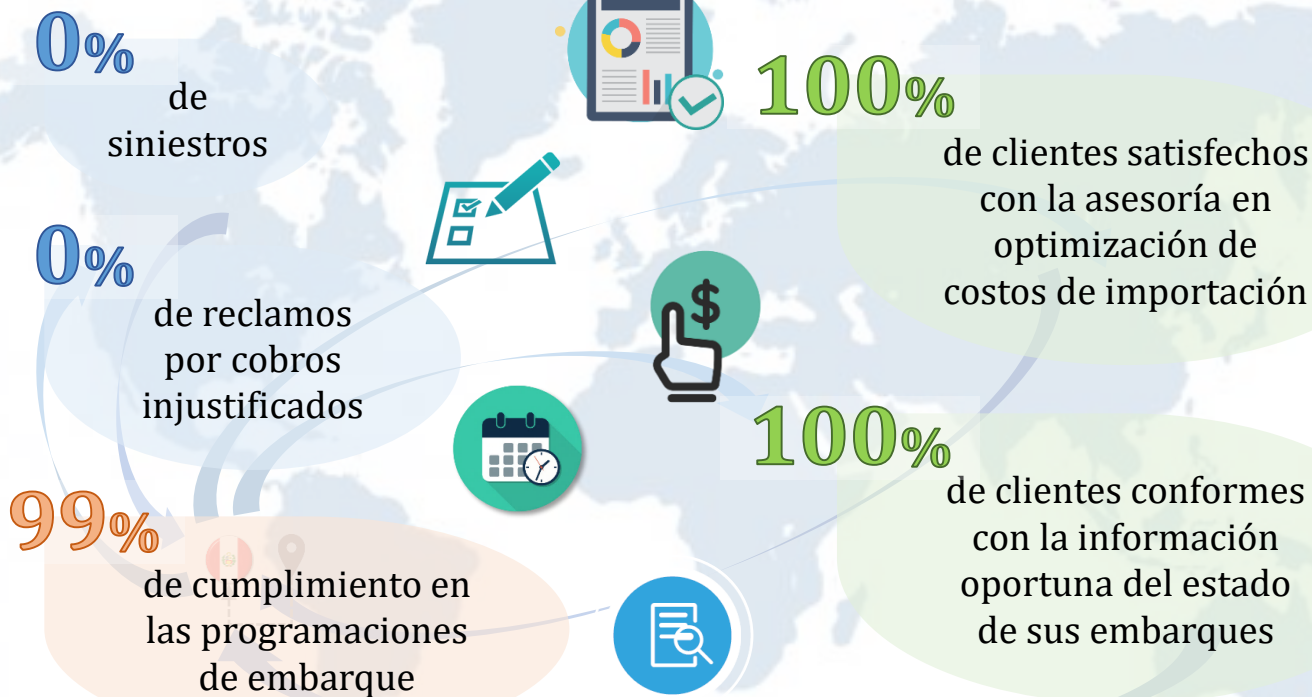 0%
de
siniestros
0%
de reclamos
por cobros
injustificados
99%
de cumplimiento en
las programaciones
de embarque
$
100%
de clientes satisfechos
con la asesoría en
optimización de
costos de importación
100%
de clientes conformes
con la información
oportuna del estado
de sus embarques